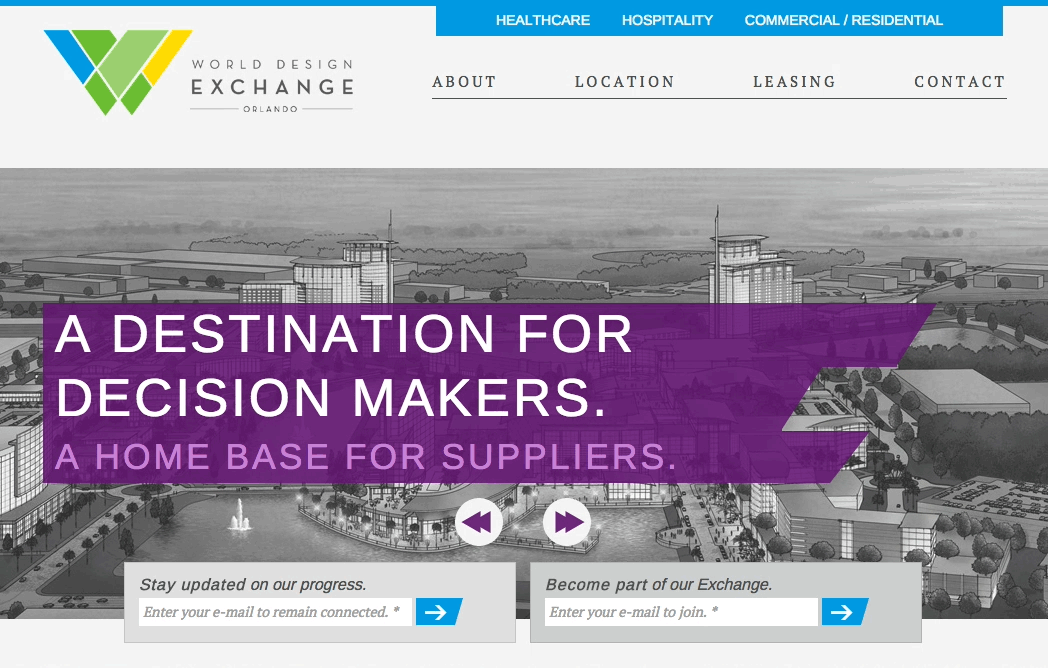 HEALTHCARE HOSPITALITY COMMERCIAL / RESIDENTIAL
WORLD DESIGN
EXCHANGE
ORLANDO
ABOUT LOCATION LEASING CONTACT
A DESTINATION FOR
DECISION MAKERS.
A HOME BASE FOR SUPPLIERS.
Stay updated on our progress.
Enter your e-mail to remain connected. *
Become part of our Exchange.
Enter your e-mail to join. *